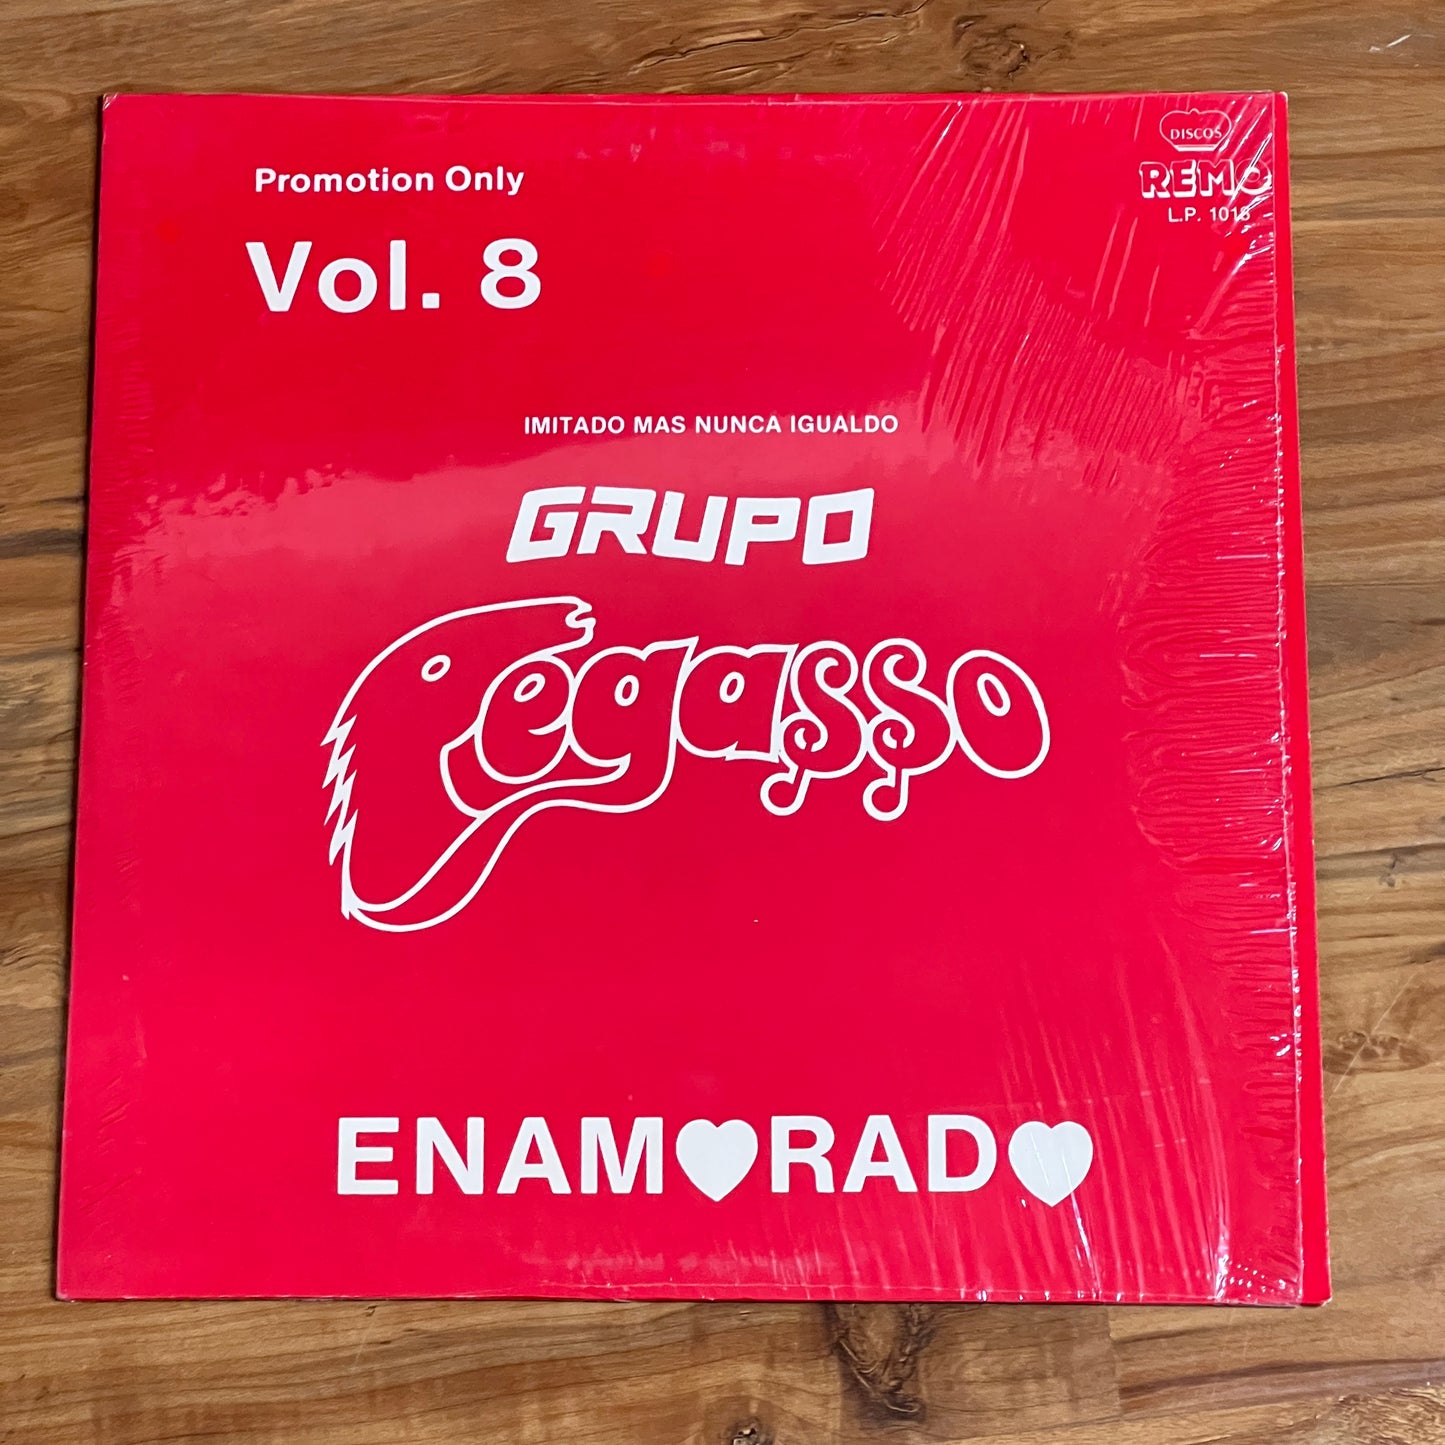 Promotion Only
DISCOS
REMO
L.P. 1018
Vol. 8
IMITADO MAS NUNCA IGUALDO
GRUPO
Pegasso
ENAM♥RAD♥